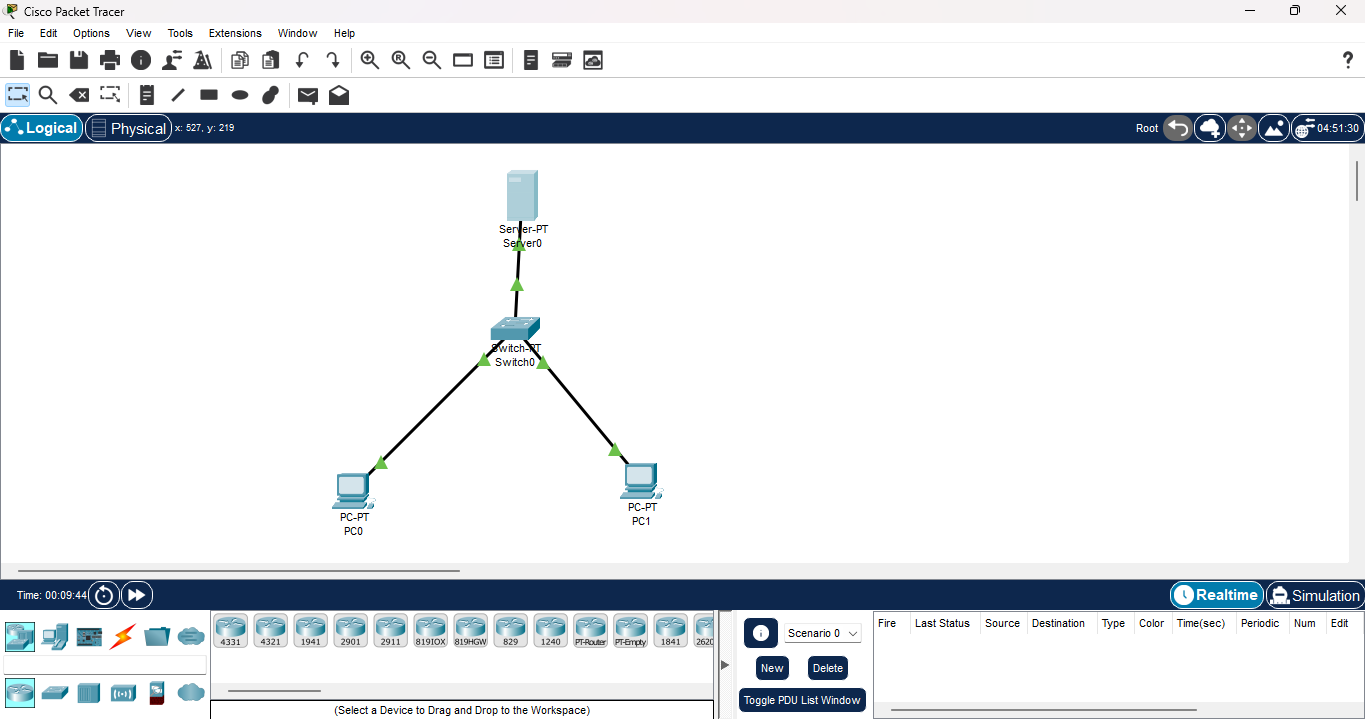 Cisco Packet Tracer
File Edit Options View Tools Extensions Window Help
Logical Physical x: 527, y: 219 Root 04:51:30
Server-PT
Server0
Switch-PT
Switch0
PC-PT
PC0
PC-PT
PC1
Time: 00:09:44 Realtime Simulation
4331 4321 1941 2901 2911 819IOX 819HGW 829 1240 PT-Router PT-Empty 1841 2620
(Select a Device to Drag and Drop to the Workspace)
Scenario 0
New Delete
Toggle PDU List Window
Fire Last Status Source Destination Type Color Time(sec) Periodic Num Edit